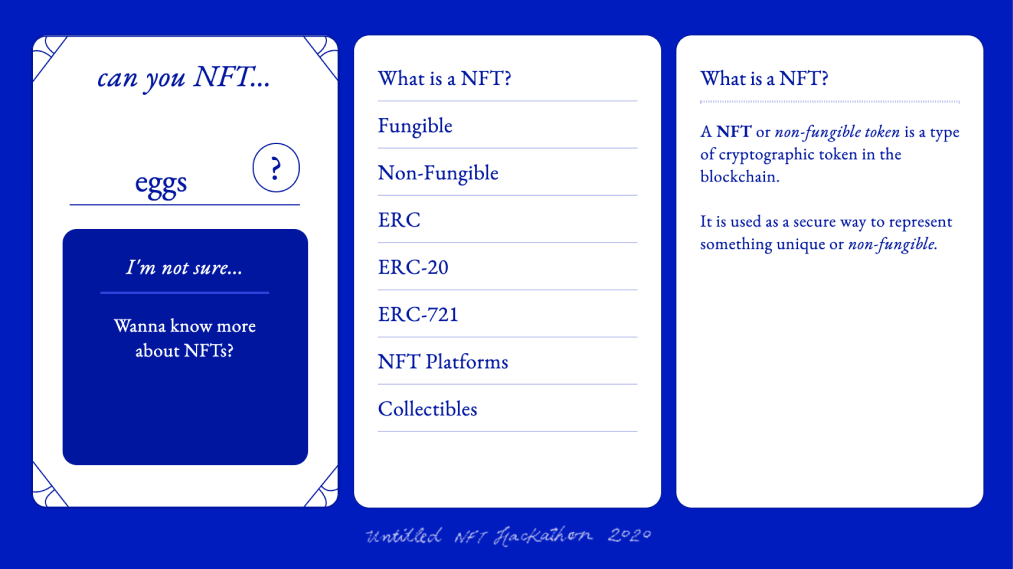 can you NFT...
eggs
?
I'm not sure...
Wanna know more
about NFTs?
What is a NFT?
Fungible
Non-Fungible
ERC
ERC-20
ERC-721
NFT Platforms
Collectibles
What is a NFT?
A NFT or non-fungible token is a type
of cryptographic token in the
blockchain.
It is used as a secure way to represent
something unique or non-fungible.
Untitled NFT Hackathon 2020